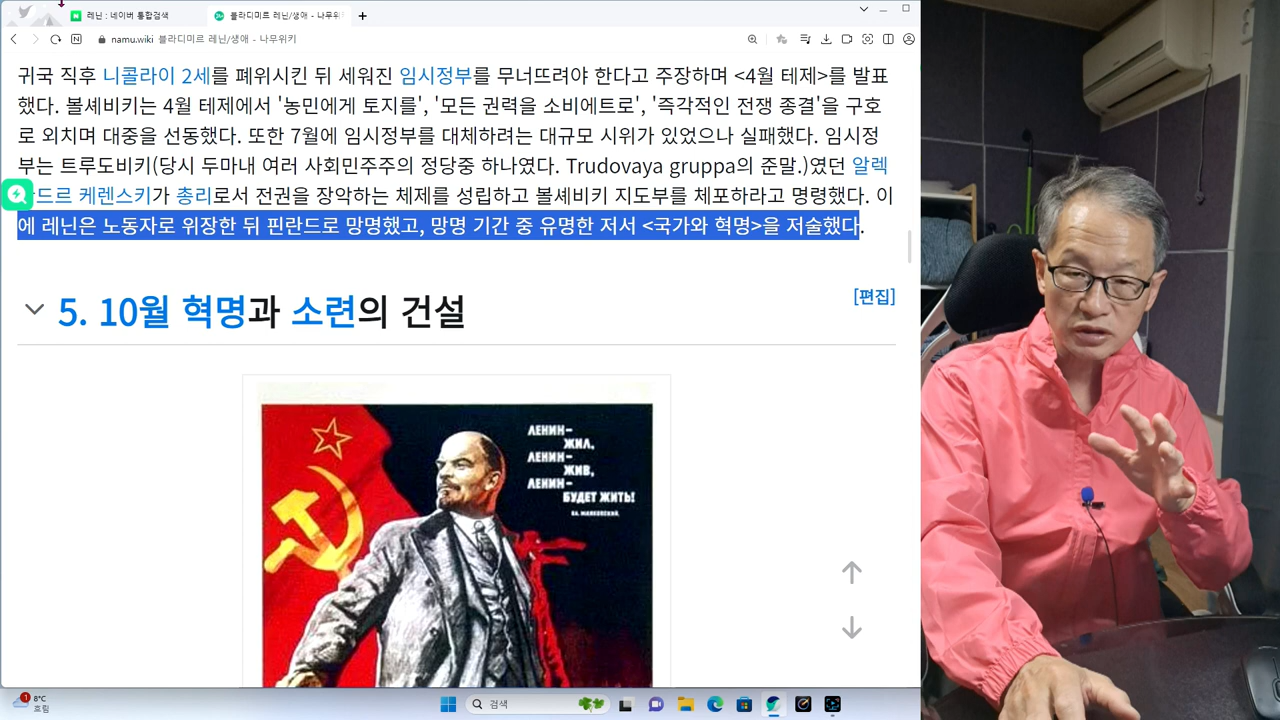 레닌 : 네이버 통합검색
블라디미르 레닌/생애 - 나무위키
namu.wiki 블라디미르 레닌/생애 - 나무위키
귀국 직후 니콜라이 2세를 폐위시킨 뒤 세워진 임시정부를 무너뜨려야 한다고 주장하며 <4월 테제>를 발표
했다. 볼셰비키는 4월 테제에서 '농민에게 토지를', '모든 권력을 소비에트로', '즉각적인 전쟁 종결'을 구호
로 외치며 대중을 선동했다. 또한 7월에 임시정부를 대체하려는 대규모 시위가 있었으나 실패했다. 임시정
부는 트루도비키(당시 두마내 여러 사회민주주의 정당중 하나였다. Trudovaya gruppa의 준말.)였던 알렉
드르 케렌스키가 총리로서 전권을 장악하는 체제를 성립하고 볼셰비키 지도부를 체포하라고 명령했다. 이
에 레닌은 노동자로 위장한 뒤 핀란드로 망명했고, 망명 기간 중 유명한 저서 <국가와 혁명>을 저술했다.
5. 10월 혁명과 소련의 건설
[편집]
ЛЕНИН–
ЖИЛ,
ЛЕНИН–
ЖИВ,
ЛЕНИН–
БУДЕТ ЖИТЬ!
ВЛ. МАЯКОВСКИЙ.
1
8°C
흐림
검색